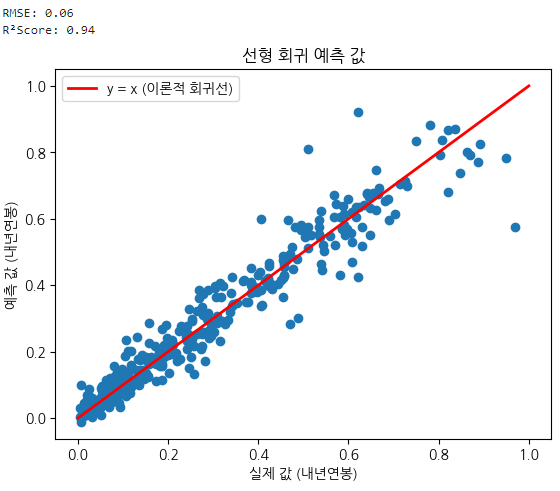 RMSE: 0.06
R²Score: 0.94
선형 회귀 예측 값
y = x (이론적 회귀선)
예측 값 (내년연봉)
1.0
0.8
0.6
0.4
0.2
0.0
0.0 0.2 0.4 0.6 0.8 1.0
실제 값 (내년연봉)